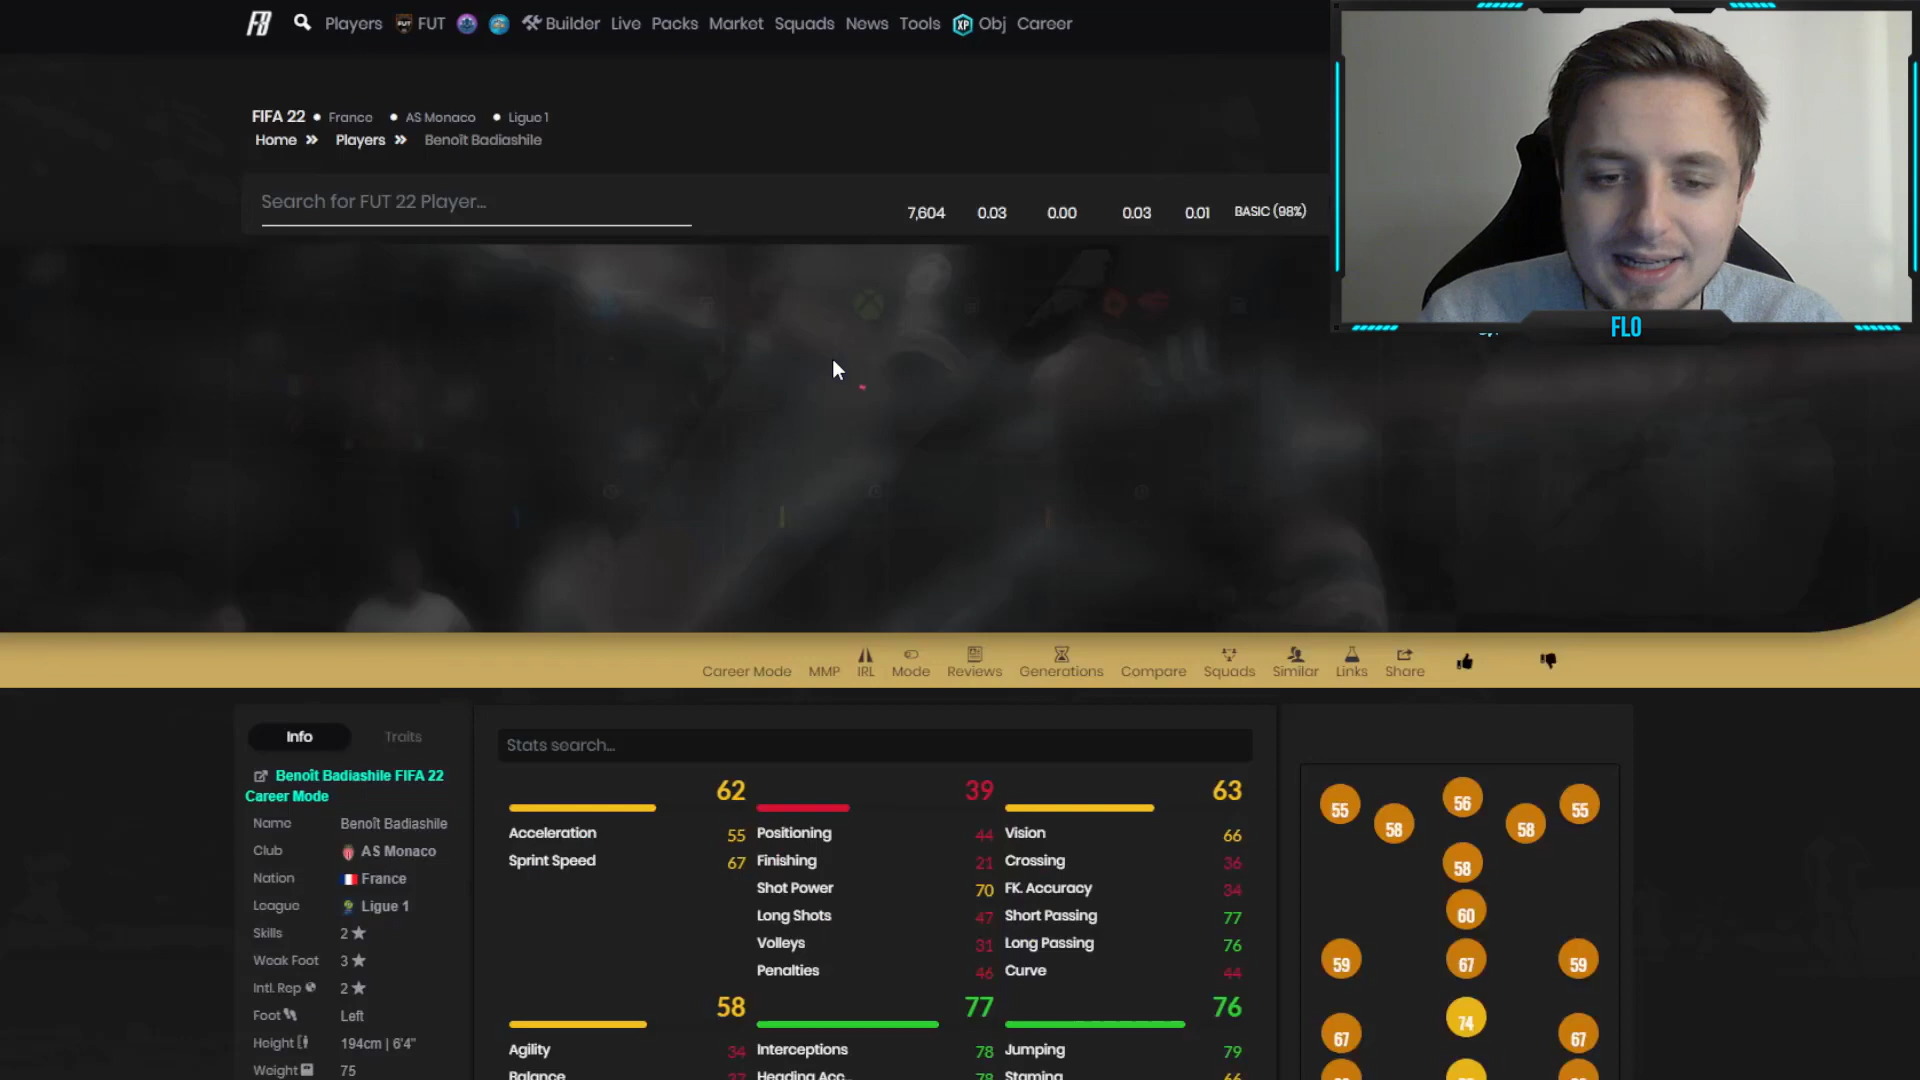 Players FUT Builder Live Packs Market Squads News Tools XP Obj Career
FIFA 22 • France • AS Monaco • Ligue 1
Home » Players » Benoît Badiashile
Search for FUT 22 Player...
7,604 0.03 0.00 0.03 0.01 BASIC (98%)
FLO
Career Mode MMP IRL Mode Reviews Generations Compare Squads Similar Links Share
Info Traits
Benoît Badiashile FIFA 22
Career Mode
Name Benoît Badiashile
Club AS Monaco
Nation France
League Ligue 1
Skills 2 ★
Weak Foot 3 ★
Intl. Rep 2 ★
Foot Left
Height 194cm | 6'4"
Weight 75
Stats search...
62 39 63
Acceleration 55 Positioning 44 Vision 66
Sprint Speed 67 Finishing 21 Crossing 36
Shot Power 70 FK. Accuracy 34
Long Shots 47 Short Passing 77
Volleys 31 Long Passing 76
Penalties 46 Curve 44
58 77 76
Agility 34 Interceptions 78 Jumping 79
Balance Heading Acc.. 78 Stamina 66
55 56 55
58 58
58
60
59 67 59
74
67 67